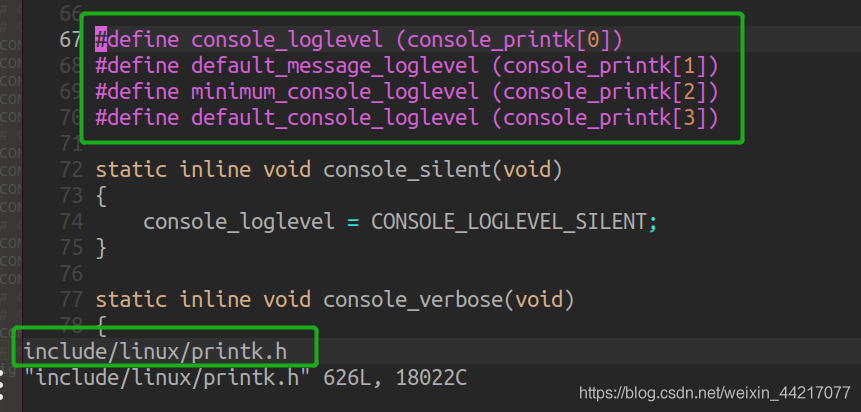 66
67 #define console_loglevel (console_printk[0])
68 #define default_message_loglevel (console_printk[1])
69 #define minimum_console_loglevel (console_printk[2])
70 #define default_console_loglevel (console_printk[3])
71
72 static inline void console_silent(void)
73 {
74     console_loglevel = CONSOLE_LOGLEVEL_SILENT;
75 }
76
77 static inline void console_verbose(void)
78 {
include/linux/printk.h
"include/linux/printk.h" 626L, 18022C
https://blog.csdn.net/weixin_44217077